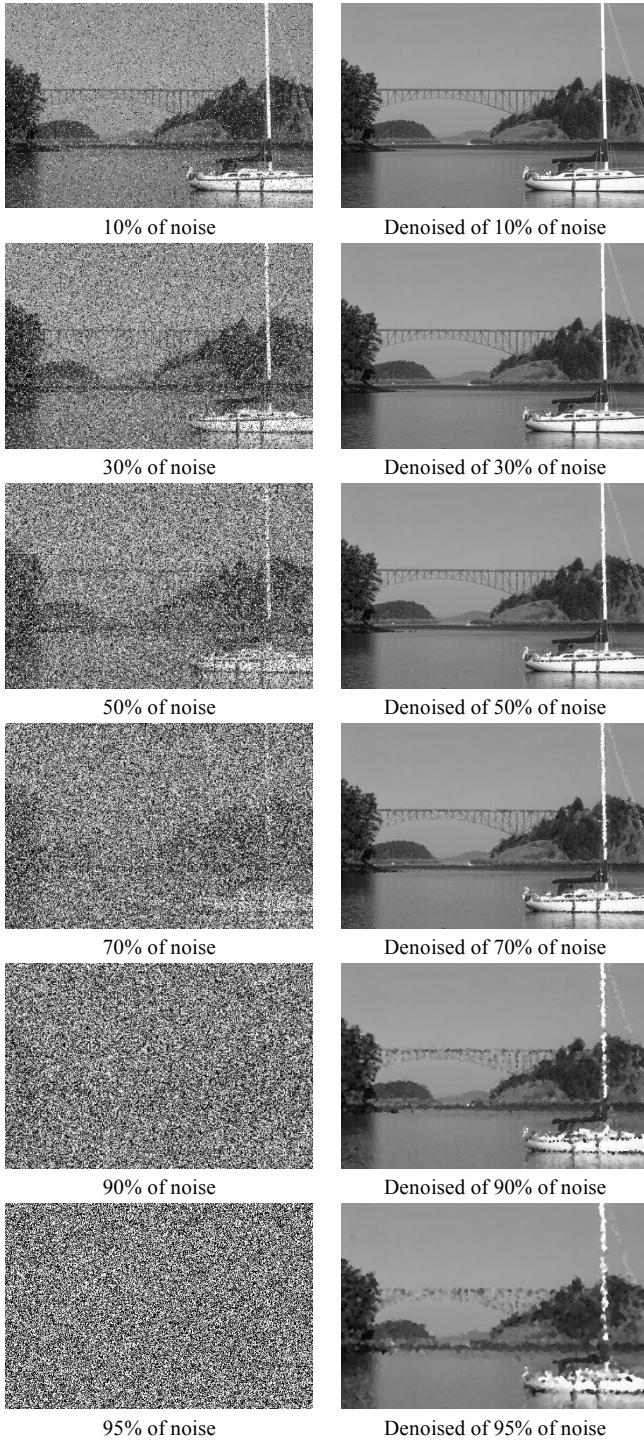 10% of noise
Denoised of 10% of noise
30% of noise
Denoised of 30% of noise
50% of noise
Denoised of 50% of noise
70% of noise
Denoised of 70% of noise
90% of noise
Denoised of 90% of noise
95% of noise
Denoised of 95% of noise